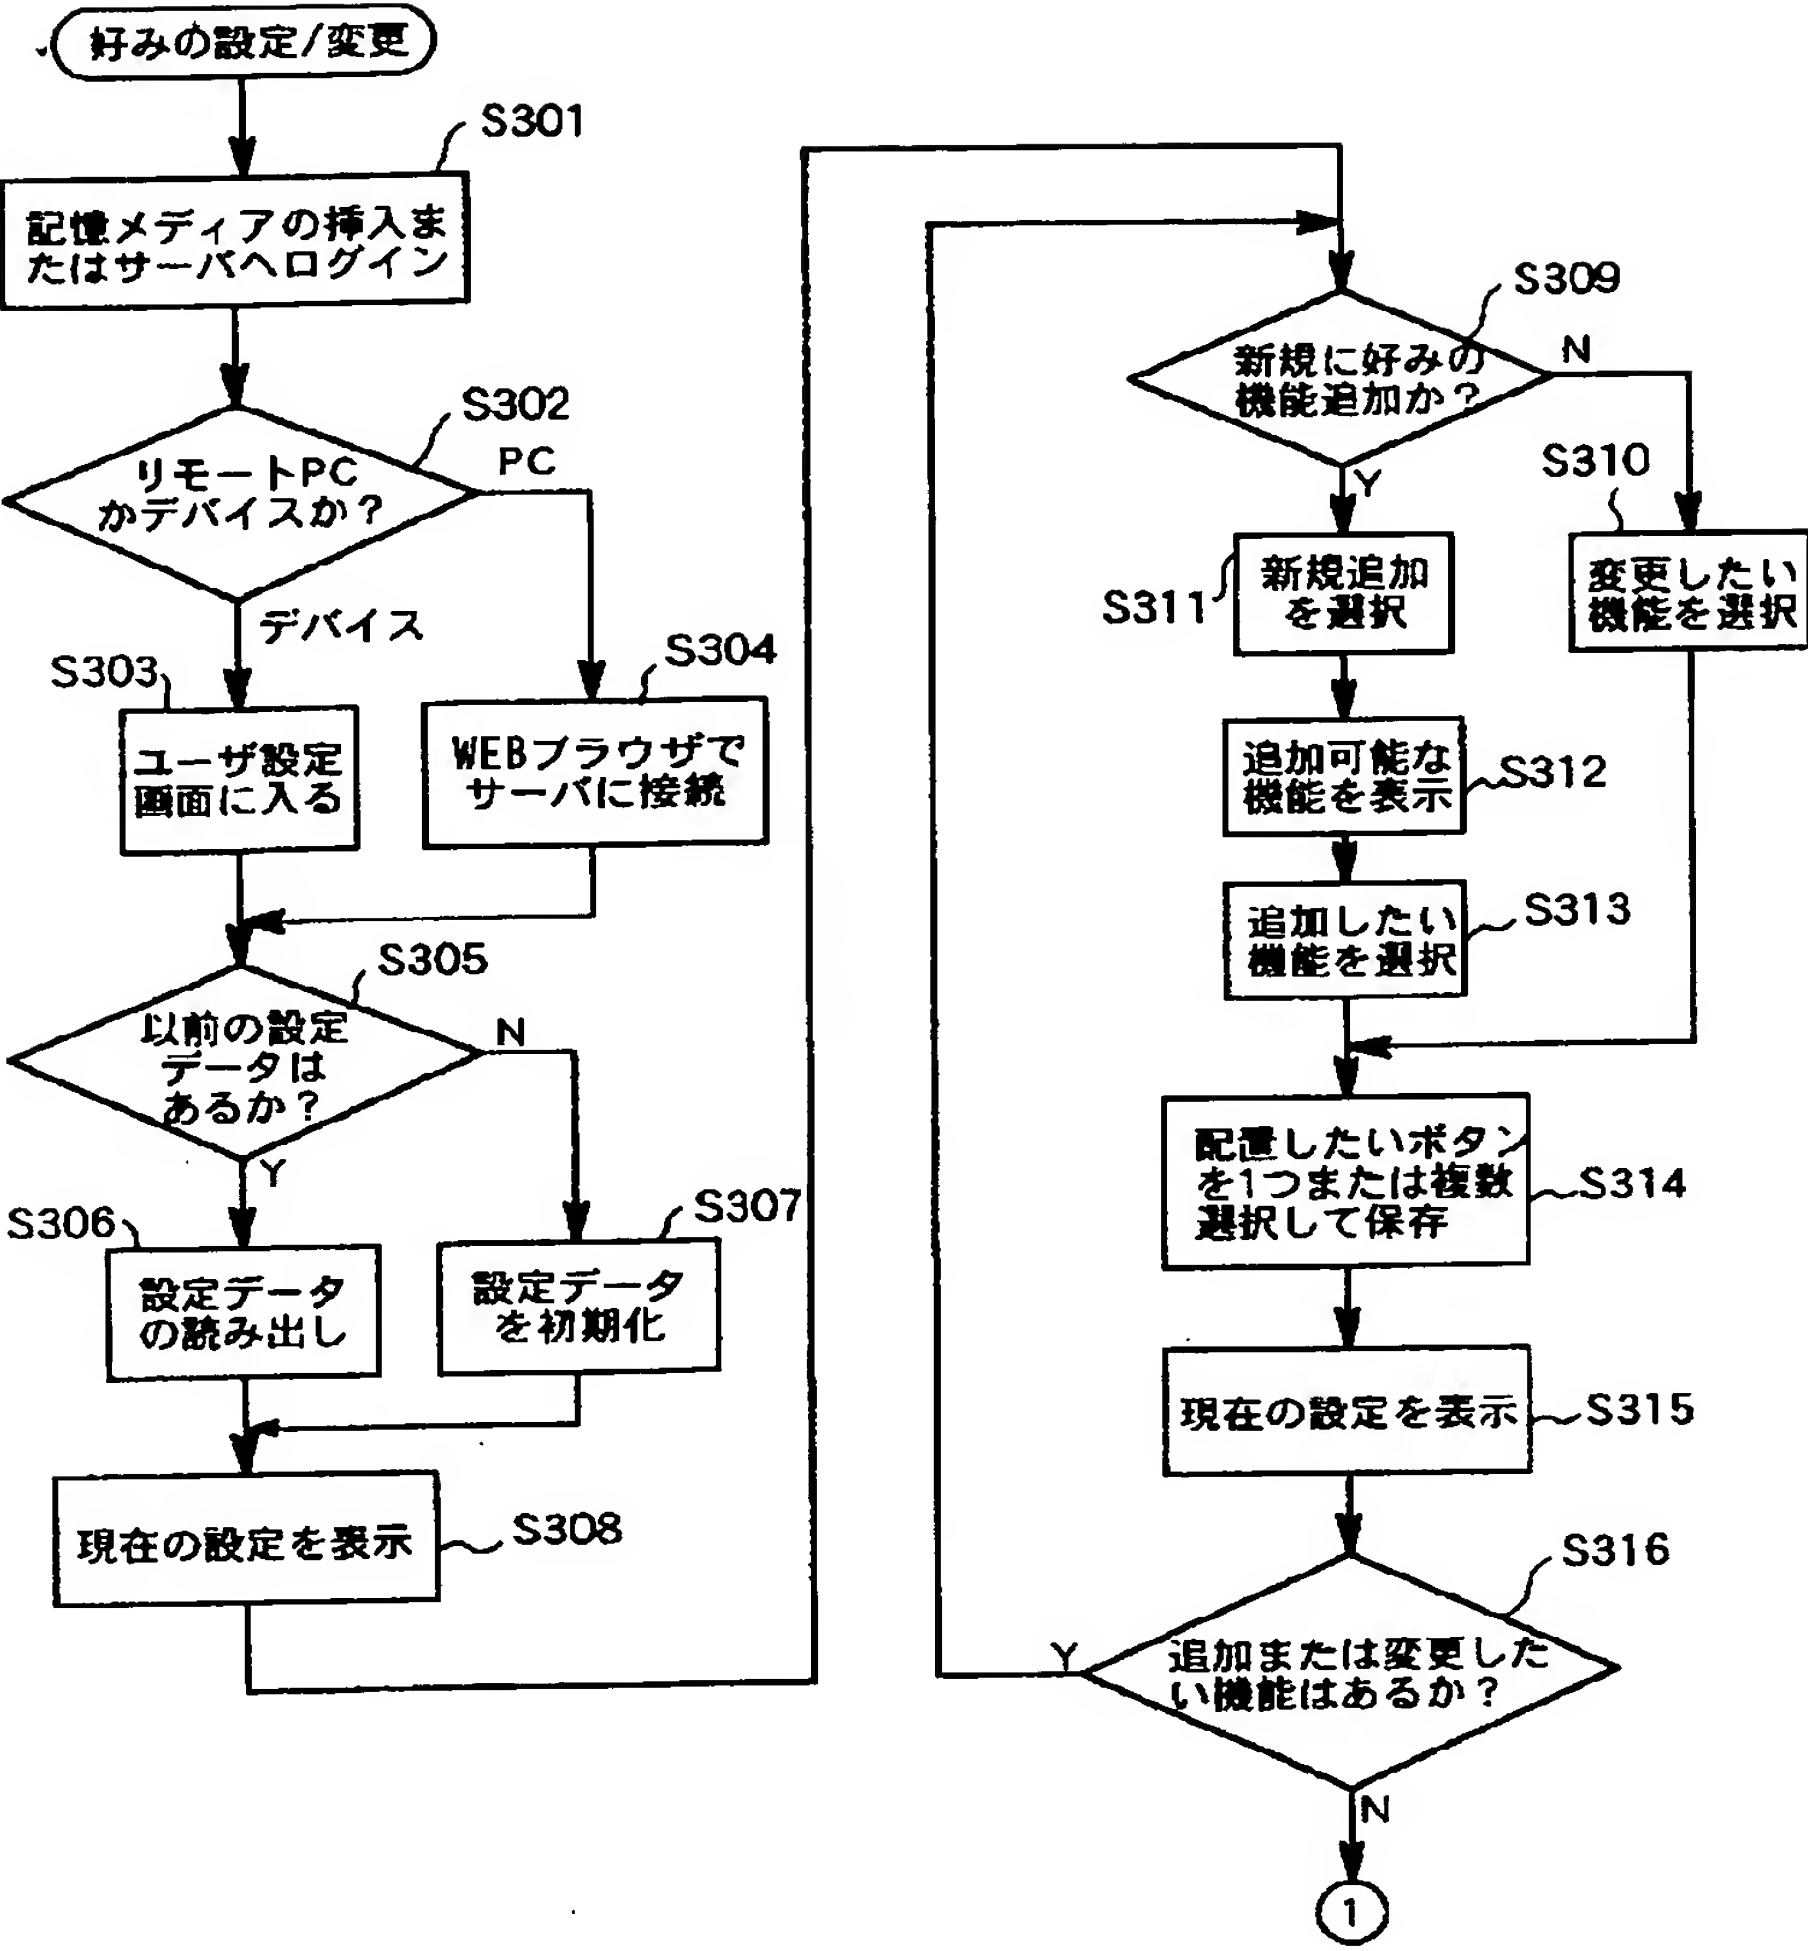 好みの設定/変更
S301
記憶メディアの挿入ま
たはサーバへログイン
S302
リモートPC
かデバイスか？
PC
デバイス
S303
ユーザ設定
画面に入る
S304
WEBブラウザで
サーバに接続
S305
以前の設定
データは
あるか？
N
Y
S306
設定データ
の読み出し
S307
設定データ
を初期化
S308
現在の設定を表示
S309
新規に好みの
機能追加か？
N
Y
S310
変更したい
機能を選択
S311
新規追加
を選択
S312
追加可能な
機能を表示
S313
追加したい
機能を選択
S314
配置したいボタン
を1つまたは複数
選択して保存
S315
現在の設定を表示
S316
追加または変更した
い機能はあるか？
Y
N
1